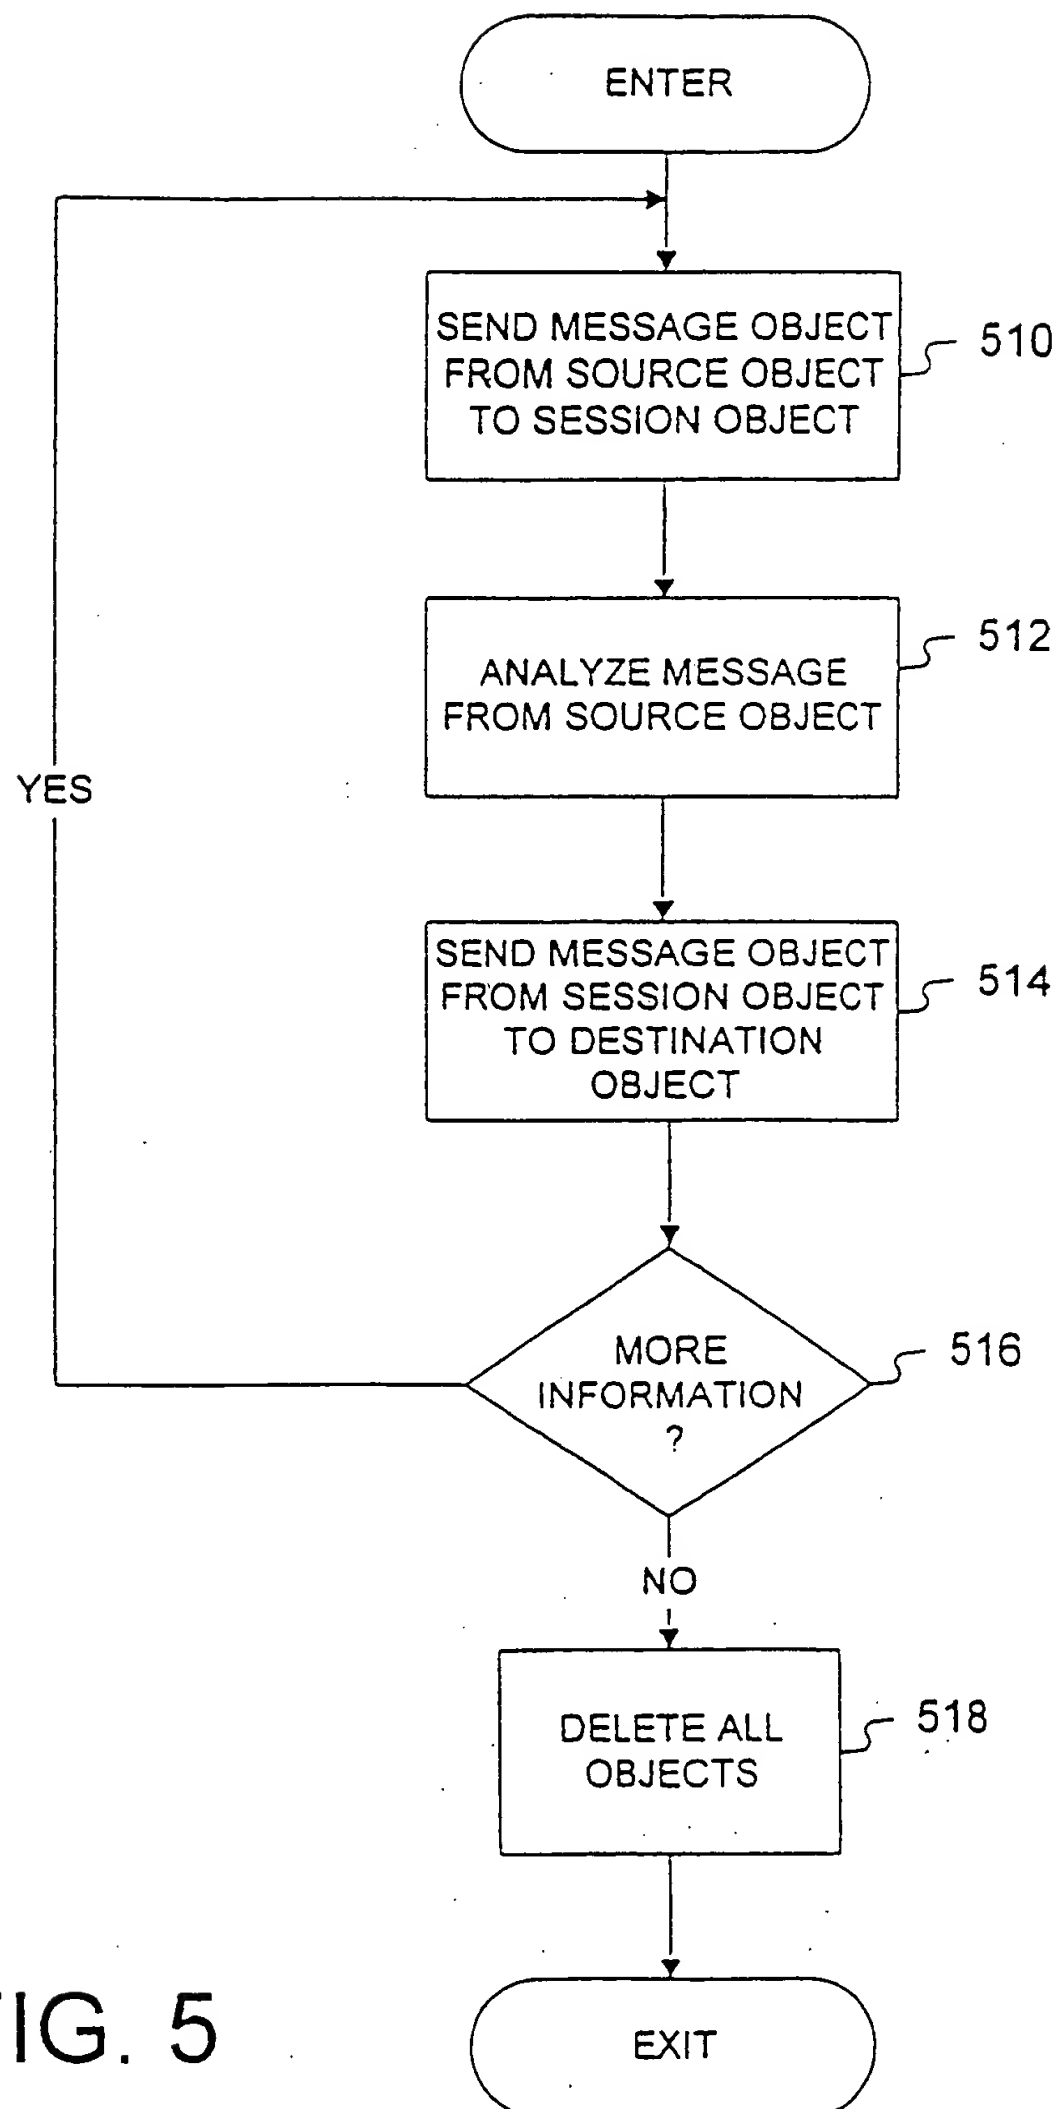 ENTER
SEND MESSAGE OBJECT
FROM SOURCE OBJECT
TO SESSION OBJECT
510
ANALYZE MESSAGE
FROM SOURCE OBJECT
512
YES
SEND MESSAGE OBJECT
FROM SESSION OBJECT
TO DESTINATION
OBJECT
514
MORE
INFORMATION
?
516
NO
DELETE ALL
OBJECTS
518
EXIT
IG. 5